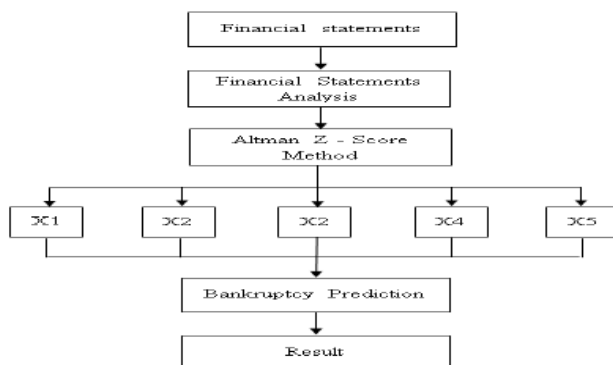 Financial statements
Financial Statements
Analysis
Altman Z - Score
Method
X1 X2 X2 X4 X5
Bankruptcy Prediction
Result